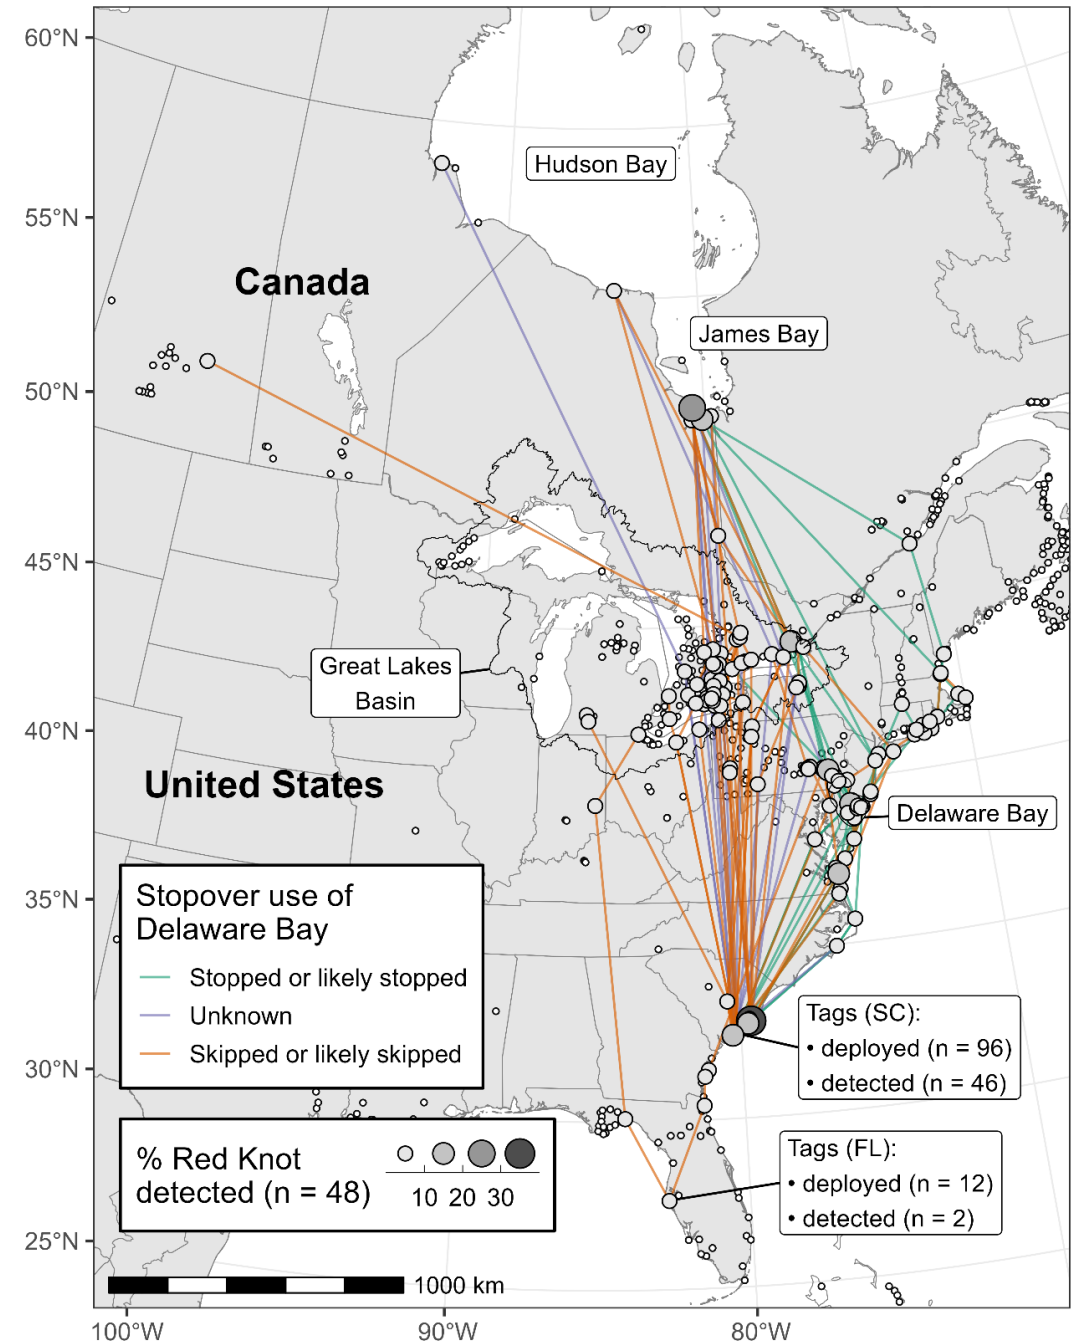 60°N
55°N
50°N
45°N
40°N
35°N
30°N
25°N
Hudson Bay
Canada
James Bay
Great Lakes
Basin
United States
Delaware Bay
Stopover use of
Delaware Bay
Stopped or likely stopped
Unknown
Skipped or likely skipped
Tags (SC):
• deployed (n = 96)
• detected (n = 46)
% Red Knot
detected (n = 48)
10 20 30
Tags (FL):
• deployed (n = 12)
• detected (n = 2)
1000 km
100°W 90°W 80°W